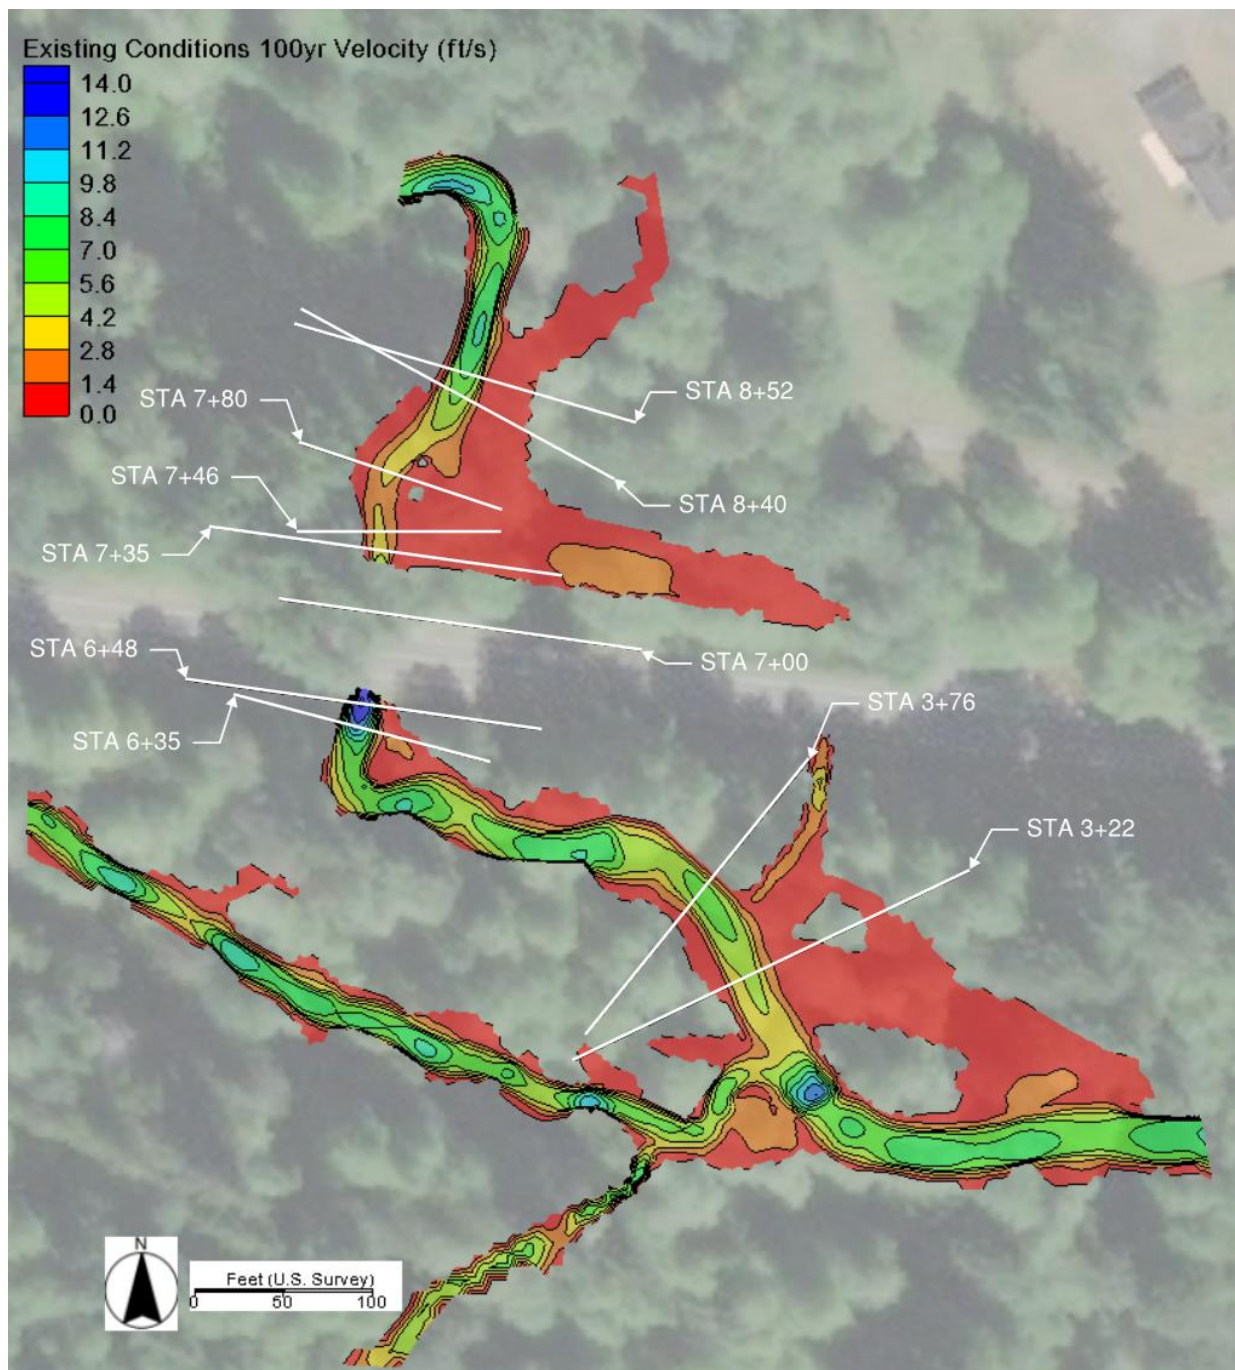 Existing Conditions 100yr Velocity (ft/s)
14.0
12.6
11.2
9.8
8.4
7.0
5.6
4.2
2.8
1.4
0.0
STA 7+80
STA 8+52
STA 7+46
STA 8+40
STA 7+35
STA 6+48
STA 7+00
STA 3+76
STA 6+35
STA 3+22
N
Feet (U.S. Survey)
0 50 100